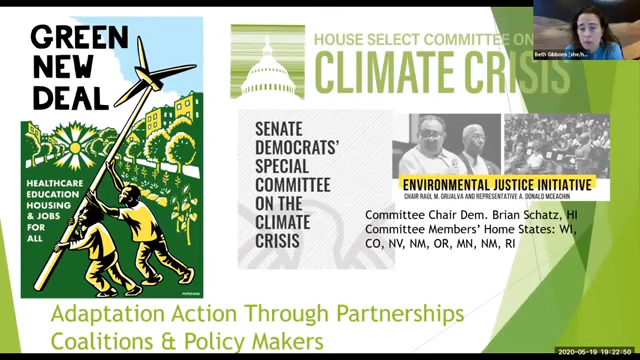 GREEN
NEW
DEAL
HEALTHCARE
EDUCATION
HOUSING
& JOBS
FOR
ALL
HOUSE SELECT COMMITTEE ON
CLIMATE CRISIS
SENATE
DEMOCRATS'
SPECIAL
COMMITTEE
ON THE
CLIMATE
CRISIS
ENVIRONMENTAL JUSTICE INITIATIVE
CHAIR RAÚL M. GRIJALVA AND REPRESENTATIVE A. DONALD MCEACHIN
Committee Chair Dem. Brian Schatz, HI
Committee Members' Home States: WI,
CO, NV, NM, OR, MN, NM, RI
Adaptation Action Through Partnerships
Coalitions & Policy Makers
Beth Gibbons [she/h...
2020-05-19 19:22:50